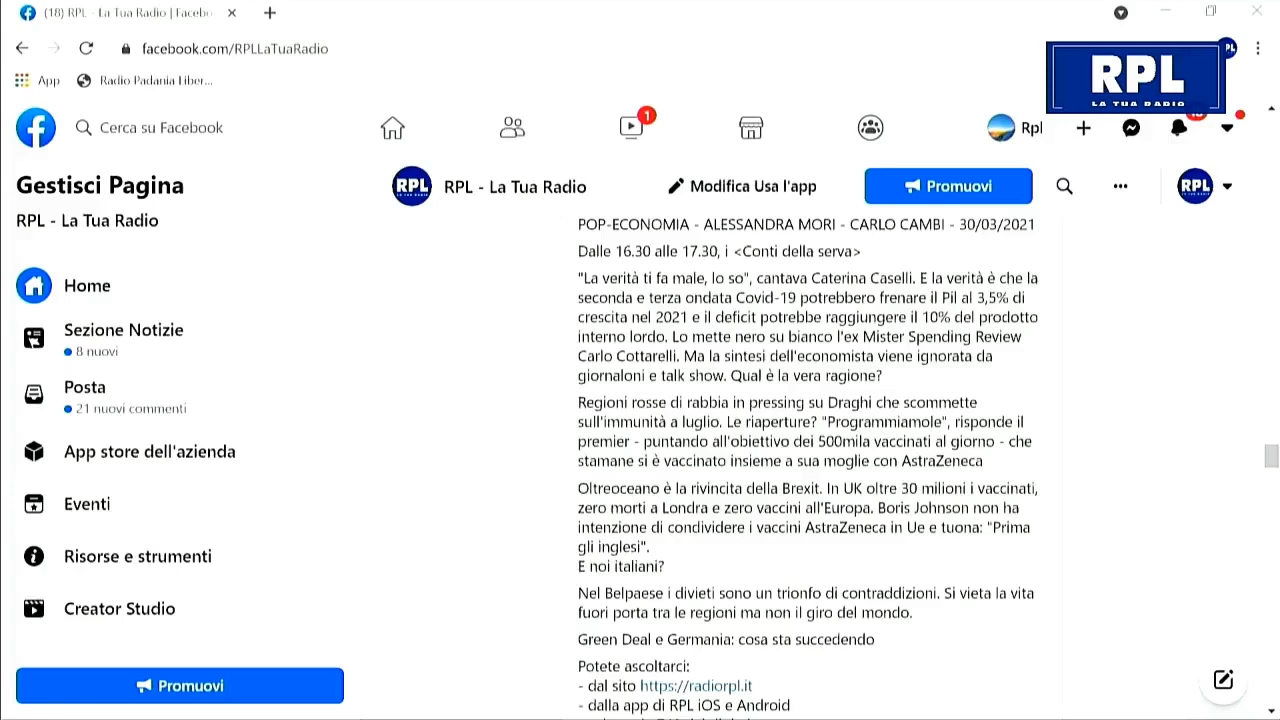 (18) RPL - La Tua Radio | Facebo
facebook.com/RPLLaTuaRadio
App
Radio Padania Liber...
RPL
LA TUA RADIO
Cerca su Facebook
1
Rpl
Gestisci Pagina
RPL - La Tua Radio
RPL
RPL - La Tua Radio
Modifica Usa l'app
Promuovi
RPL
Home
Sezione Notizie
8 nuovi
Posta
21 nuovi commenti
App store dell'azienda
Eventi
Risorse e strumenti
Creator Studio
Promuovi
POP-ECONOMIA - ALESSANDRA MORI - CARLO CAMBI - 30/03/2021
Dalle 16.30 alle 17.30, i <Conti della serva>
"La verità ti fa male, lo so", cantava Caterina Caselli. E la verità è che la
seconda e terza ondata Covid-19 potrebbero frenare il Pil al 3,5% di
crescita nel 2021 e il deficit potrebbe raggiungere il 10% del prodotto
interno lordo. Lo mette nero su bianco l'ex Mister Spending Review
Carlo Cottarelli. Ma la sintesi dell'economista viene ignorata da
giornaloni e talk show. Qual è la vera ragione?
Regioni rosse di rabbia in pressing su Draghi che scommette
sull'immunità a luglio. Le riaperture? "Programmiamole", risponde il
premier - puntando all'obiettivo dei 500mila vaccinati al giorno - che
stamane si è vaccinato insieme a sua moglie con AstraZeneca
Oltreoceano è la rivincita della Brexit. In UK oltre 30 milioni i vaccinati,
zero morti a Londra e zero vaccini all'Europa. Boris Johnson non ha
intenzione di condividere i vaccini AstraZeneca in Ue e tuona: "Prima
gli inglesi".
E noi italiani?
Nel Belpaese i divieti sono un trionfo di contraddizioni. Si vieta la vita
fuori porta tra le regioni ma non il giro del mondo.
Green Deal e Germania: cosa sta succedendo
Potete ascoltarci:
- dal sito https://radiorpl.it
- dalla app di RPL iOS e Android